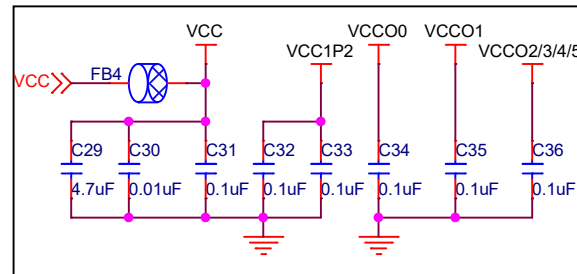 VCC VCCO0 VCCO1
VCC1P2 VCCO2/3/4/5
VCC FB4
C29 C30 C31 C32 C33 C34 C35 C36
4.7uF 0.01uF 0.1uF 0.1uF 0.1uF 0.1uF 0.1uF 0.1uF